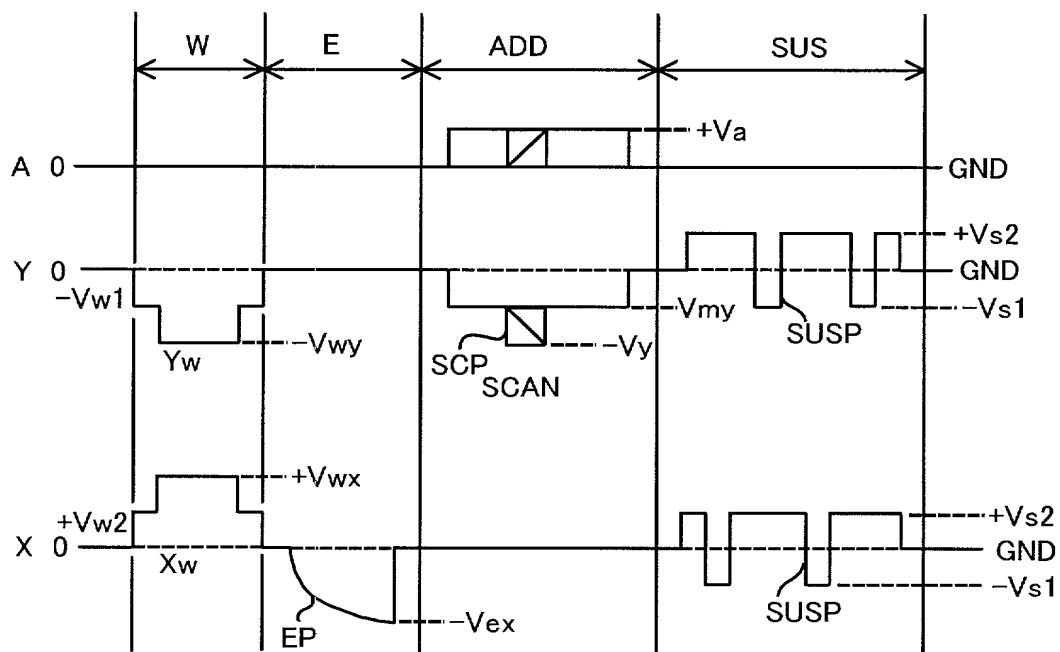 W E ADD SUS
+Va
A 0 GND
+Vs2
Y 0 GND
-Vw1 Vmy -Vs1
SUSP
-Vwy -Vy
Yw SCP
SCAN
+Vwx
+Vw2 +Vs2
X 0 GND
Xw
-Vs1
SUSP
EP -Vex